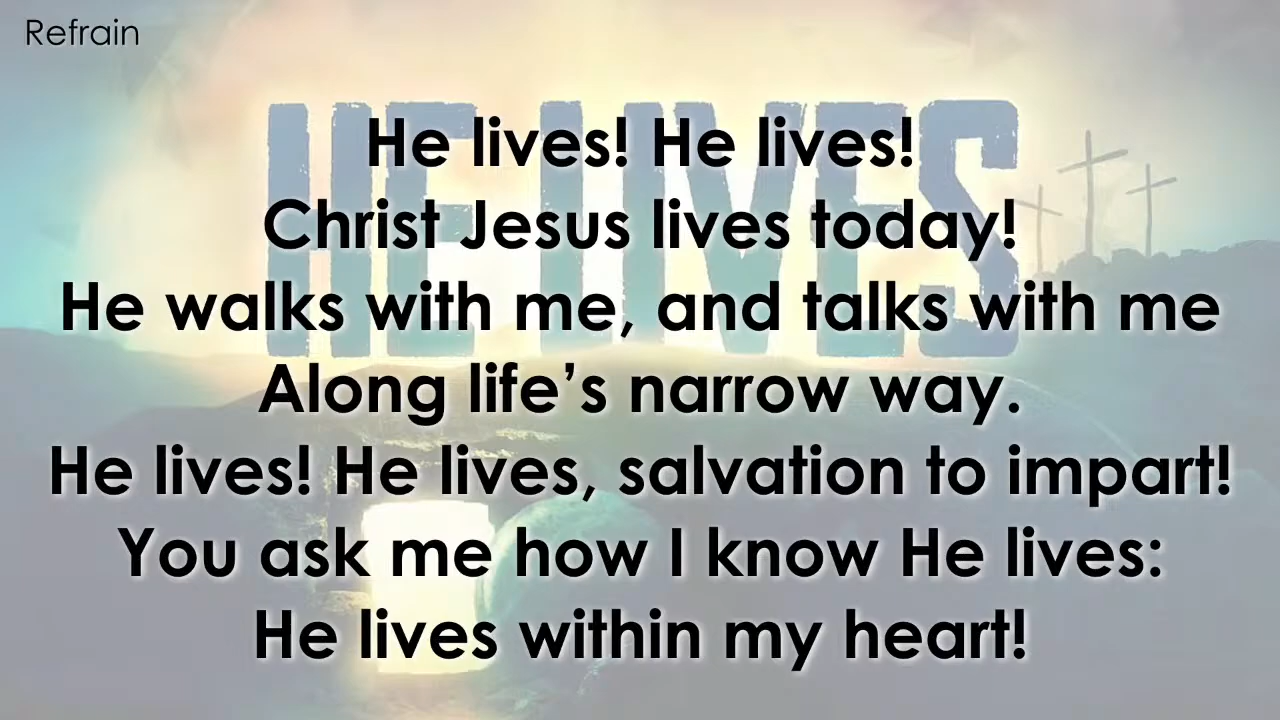 Refrain
HE LIVES
He lives! He lives!
Christ Jesus lives today!
He walks with me, and talks with me
Along life’s narrow way.
He lives! He lives, salvation to impart!
You ask me how I know He lives:
He lives within my heart!